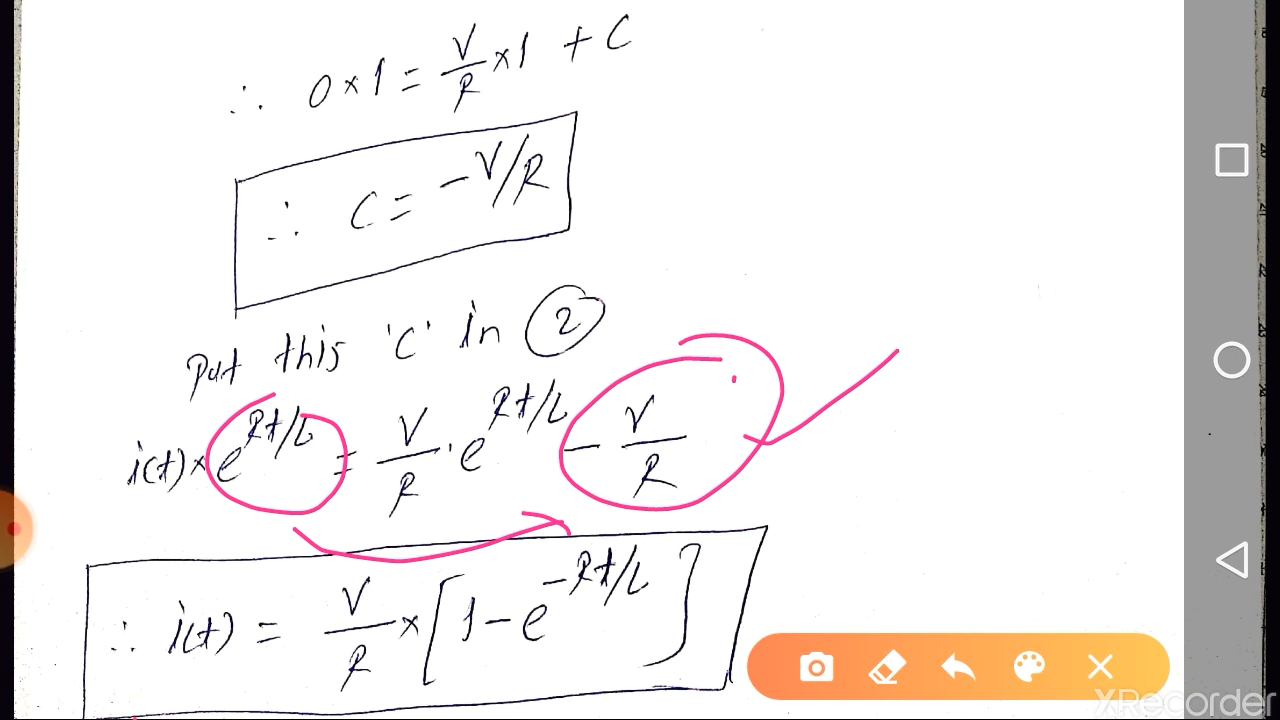 ∴ 0×1 = V/R ×1 + C
∴ C = -V/R
Put this 'C' in ②
i(t) × e^{Rt/L} = V/R · e^{Rt/L} - V/R
∴ i(t) = V/R × [1 - e^{-Rt/L}]
XRecorder